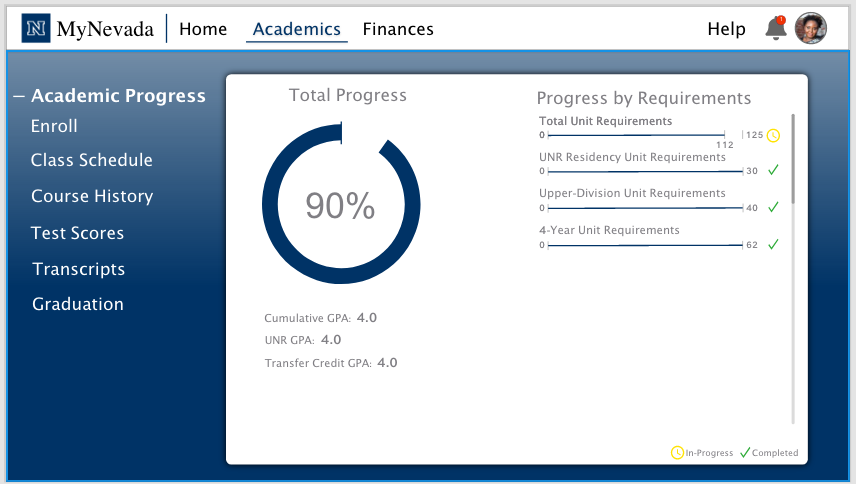 N MyNevada Home Academics Finances Help
Academic Progress
Enroll
Class Schedule
Course History
Test Scores
Transcripts
Graduation
Total Progress
90%
Cumulative GPA: 4.0
UNR GPA: 4.0
Transfer Credit GPA: 4.0
Progress by Requirements
Total Unit Requirements
0 125
112
UNR Residency Unit Requirements
0 30
Upper-Division Unit Requirements
0 40
4-Year Unit Requirements
0 62
In-Progress Completed